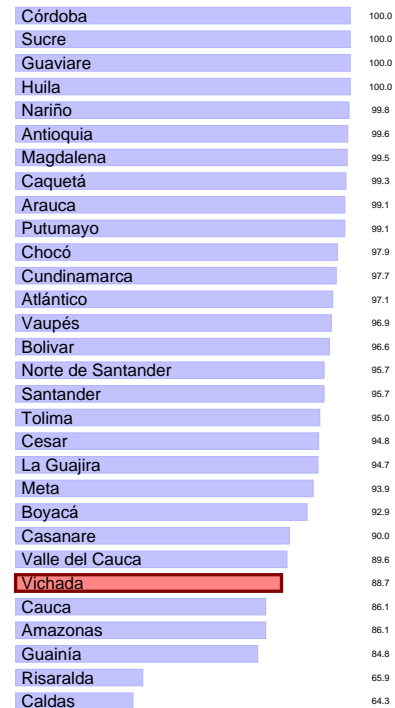 Córdoba 100.0
Sucre 100.0
Guaviare 100.0
Huila 100.0
Nariño 99.8
Antioquia 99.6
Magdalena 99.5
Caquetá 99.3
Arauca 99.1
Putumayo 99.1
Chocó 97.9
Cundinamarca 97.7
Atlántico 97.1
Vaupés 96.9
Bolivar 96.6
Norte de Santander 95.7
Santander 95.7
Tolima 95.0
Cesar 94.8
La Guajira 94.7
Meta 93.9
Boyacá 92.9
Casanare 90.0
Valle del Cauca 89.6
Vichada 88.7
Cauca 86.1
Amazonas 86.1
Guainía 84.8
Risaralda 65.9
Caldas 64.3